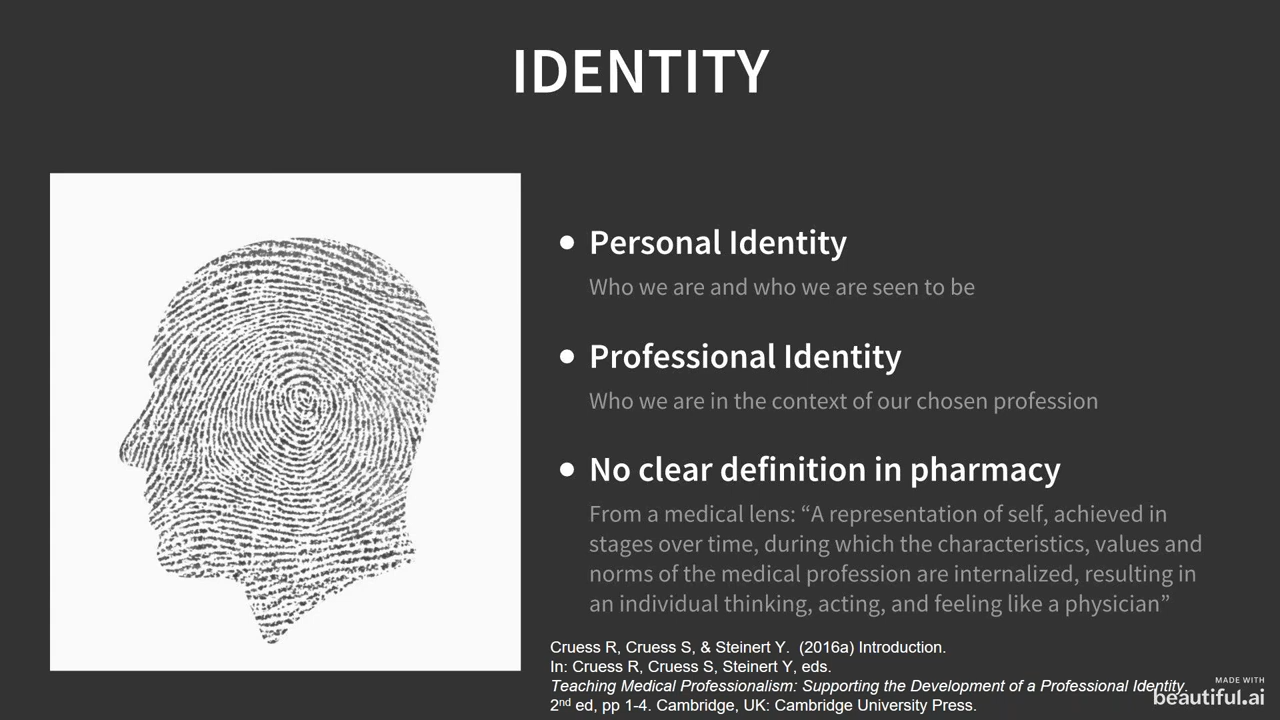 IDENTITY
Personal Identity
Who we are and who we are seen to be
Professional Identity
Who we are in the context of our chosen profession
No clear definition in pharmacy
From a medical lens: “A representation of self, achieved in
stages over time, during which the characteristics, values and
norms of the medical profession are internalized, resulting in
an individual thinking, acting, and feeling like a physician”
Cruess R, Cruess S, & Steinert Y. (2016a) Introduction.
In: Cruess R, Cruess S, Steinert Y, eds.
Teaching Medical Professionalism: Supporting the Development of a Professional Identity.
2nd ed, pp 1-4. Cambridge, UK: Cambridge University Press.
MADE WITH
beautiful.ai